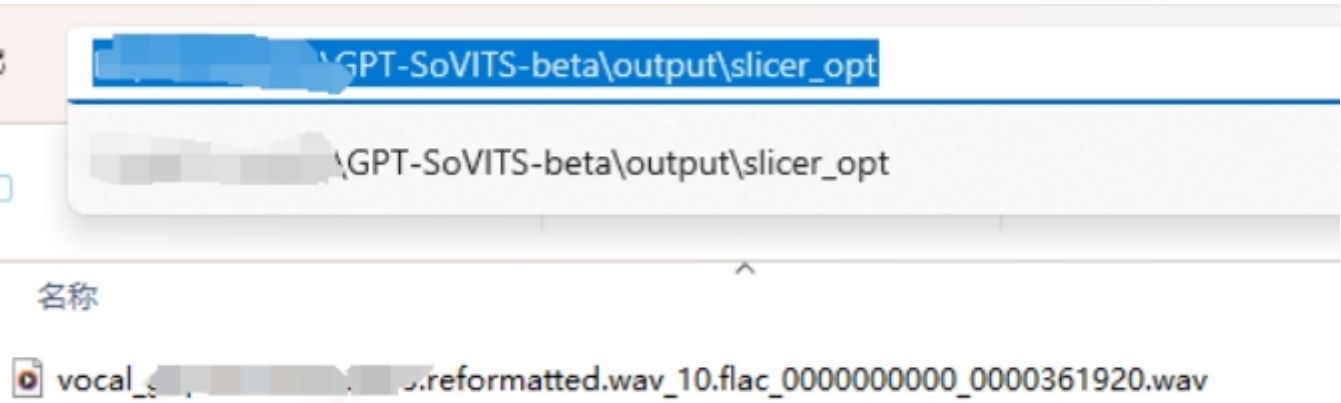 \GPT-SoVITS-beta\output\slicer_opt
\GPT-SoVITS-beta\output\slicer_opt
名称
vocal_ .reformatted.wav_10.flac_0000000000_0000361920.wav